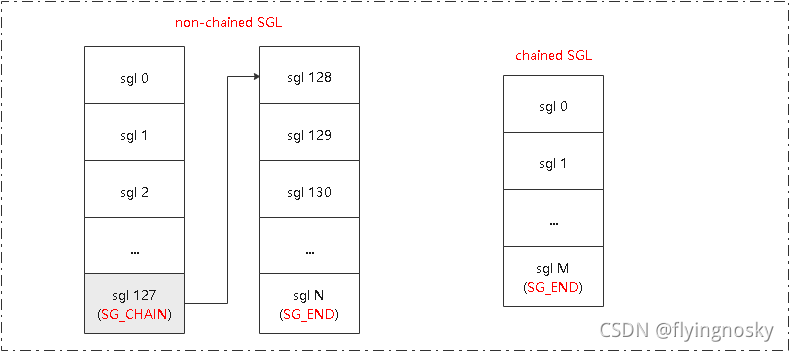 non-chained SGL
sgl 0
sgl 1
sgl 2
...
sgl 127
(SG_CHAIN)
sgl 128
sgl 129
sgl 130
...
sgl N
(SG_END)
chained SGL
sgl 0
sgl 1
...
sgl M
(SG_END)
CSDN @flyingnosky